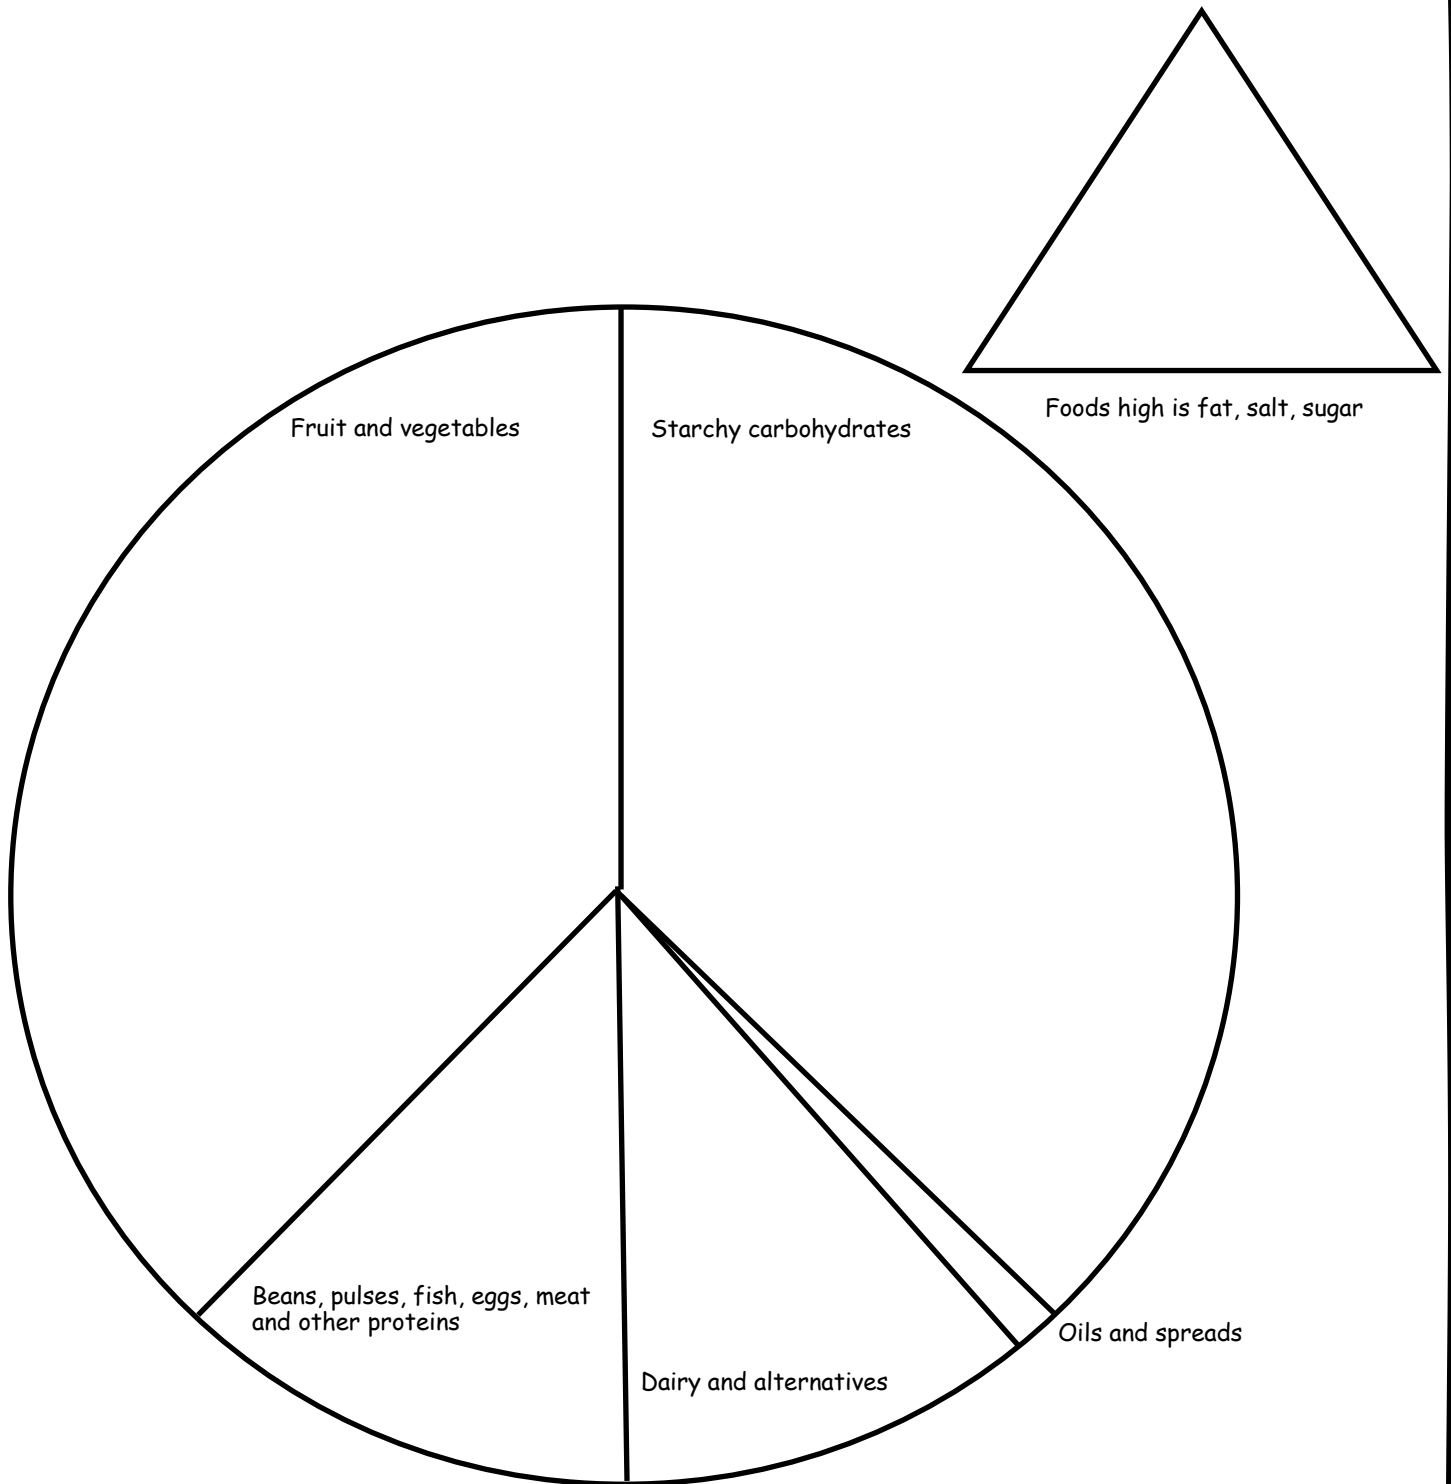 Foods high is fat, salt, sugar
Fruit and vegetables
Starchy carbohydrates
Beans, pulses, fish, eggs, meat
and other proteins
Oils and spreads
Dairy and alternatives